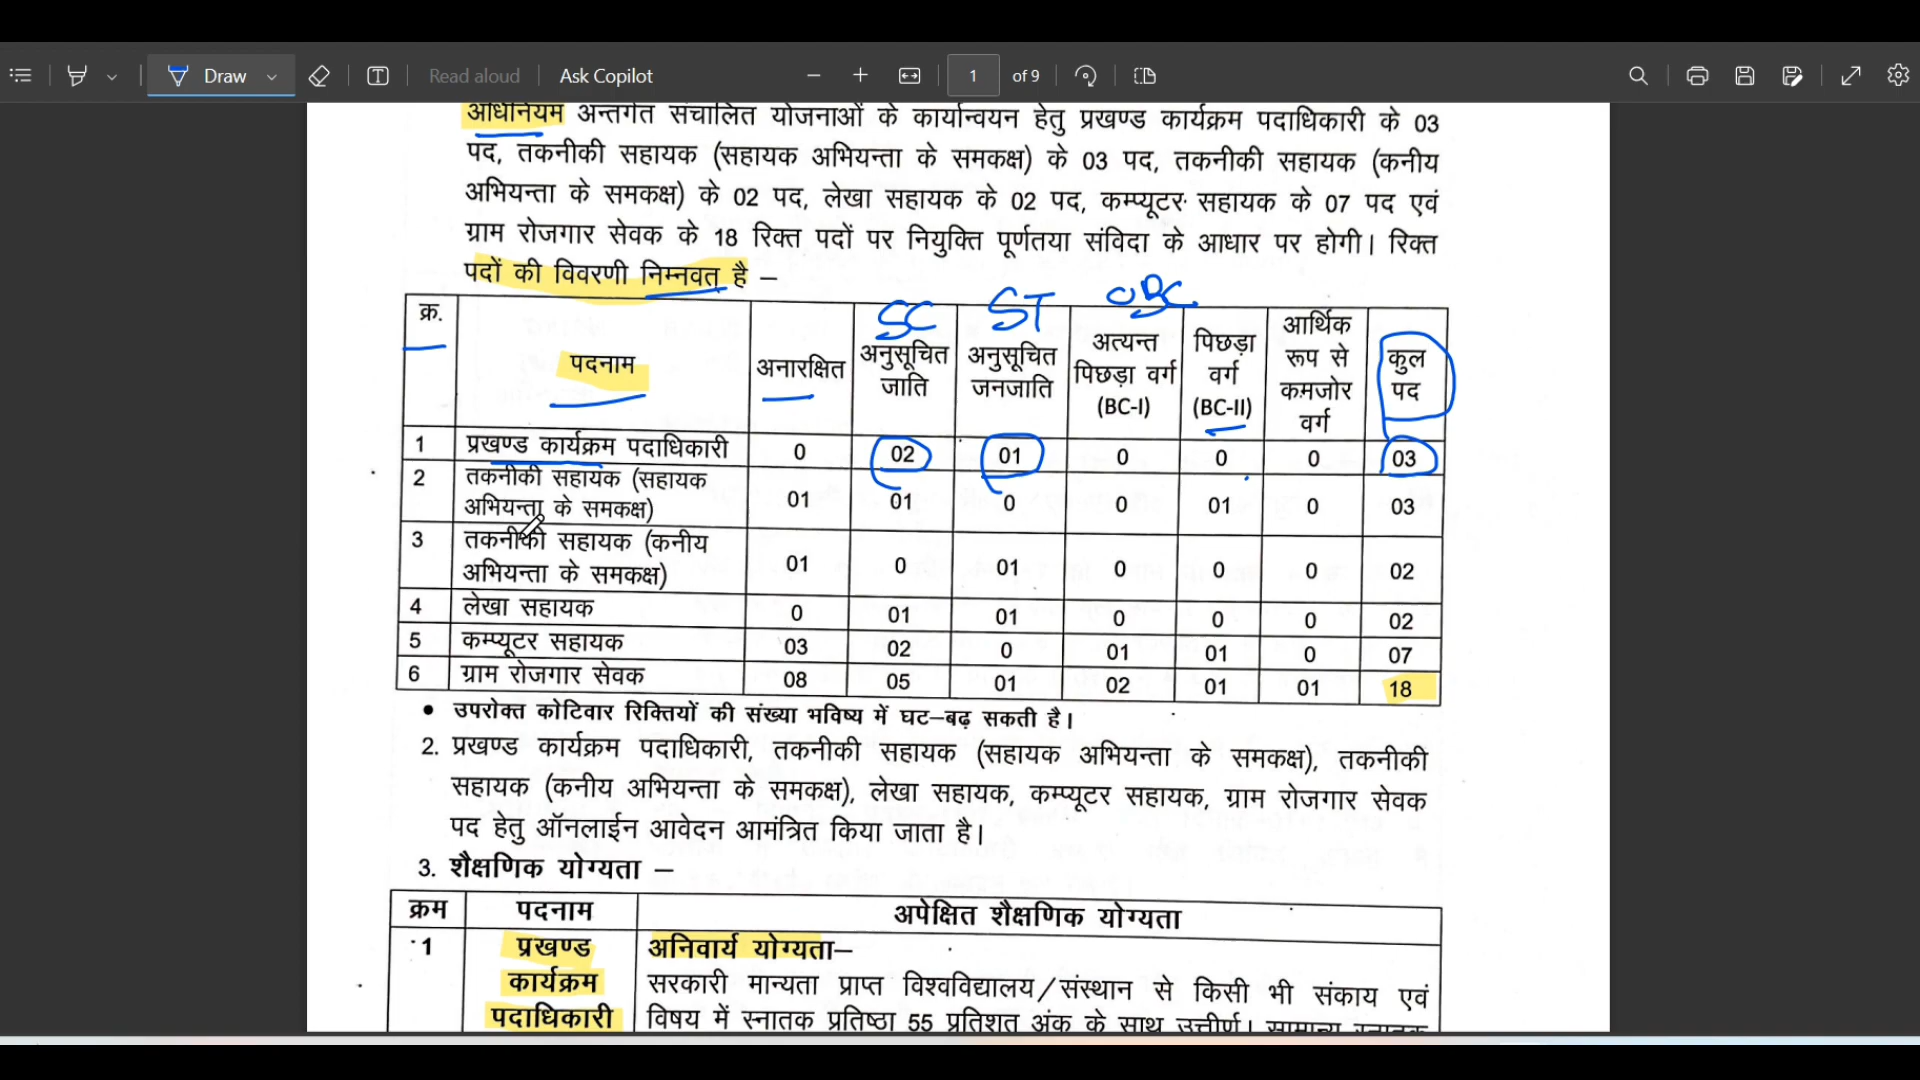 Draw
Read aloud
Ask Copilot
1 of 9
अधिनियम अन्तर्गत संचालित योजनाओं के कार्यान्वयन हेतु प्रखण्ड कार्यक्रम पदाधिकारी के 03
पद, तकनीकी सहायक (सहायक अभियन्ता के समकक्ष) के 03 पद, तकनीकी सहायक (कनीय
अभियन्ता के समकक्ष) के 02 पद, लेखा सहायक के 02 पद, कम्प्यूटर सहायक के 07 पद एवं
ग्राम रोजगार सेवक के 18 रिक्त पदों पर नियुक्ति पूर्णतया संविदा के आधार पर होगी। रिक्त
पदों की विवरणी निम्नवत् है –
SC ST OBC
क्र. पदनाम अनारक्षित अनुसूचित जाति अनुसूचित जनजाति अत्यन्त पिछड़ा वर्ग (BC-I) पिछड़ा वर्ग (BC-II) आर्थिक रूप से कमजोर वर्ग कुल पद
1 प्रखण्ड कार्यक्रम पदाधिकारी 0 02 01 0 0 0 03
2 तकनीकी सहायक (सहायक
अभियन्ता के समकक्ष) 01 01 0 0 01 0 03
3 तकनीकी सहायक (कनीय
अभियन्ता के समकक्ष) 01 0 01 0 0 0 02
4 लेखा सहायक 0 01 01 0 0 0 02
5 कम्प्यूटर सहायक 03 02 0 01 01 0 07
6 ग्राम रोजगार सेवक 08 05 01 02 01 01 18
• उपरोक्त कोटिवार रिक्तियों की संख्या भविष्य में घट–बढ़ सकती है।
2. प्रखण्ड कार्यक्रम पदाधिकारी, तकनीकी सहायक (सहायक अभियन्ता के समकक्ष), तकनीकी
सहायक (कनीय अभियन्ता के समकक्ष), लेखा सहायक, कम्प्यूटर सहायक, ग्राम रोजगार सेवक
पद हेतु ऑनलाईन आवेदन आमंत्रित किया जाता है।
3. शैक्षणिक योग्यता –
क्रम पदनाम अपेक्षित शैक्षणिक योग्यता
1 प्रखण्ड अनिवार्य योग्यता–
कार्यक्रम सरकारी मान्यता प्राप्त विश्वविद्यालय/संस्थान से किसी भी संकाय एवं
पदाधिकारी विषय में स्नातक प्रतिष्ठा 55 प्रतिशत अंक के साथ उत्तीर्ण। सामान्य स्नातक